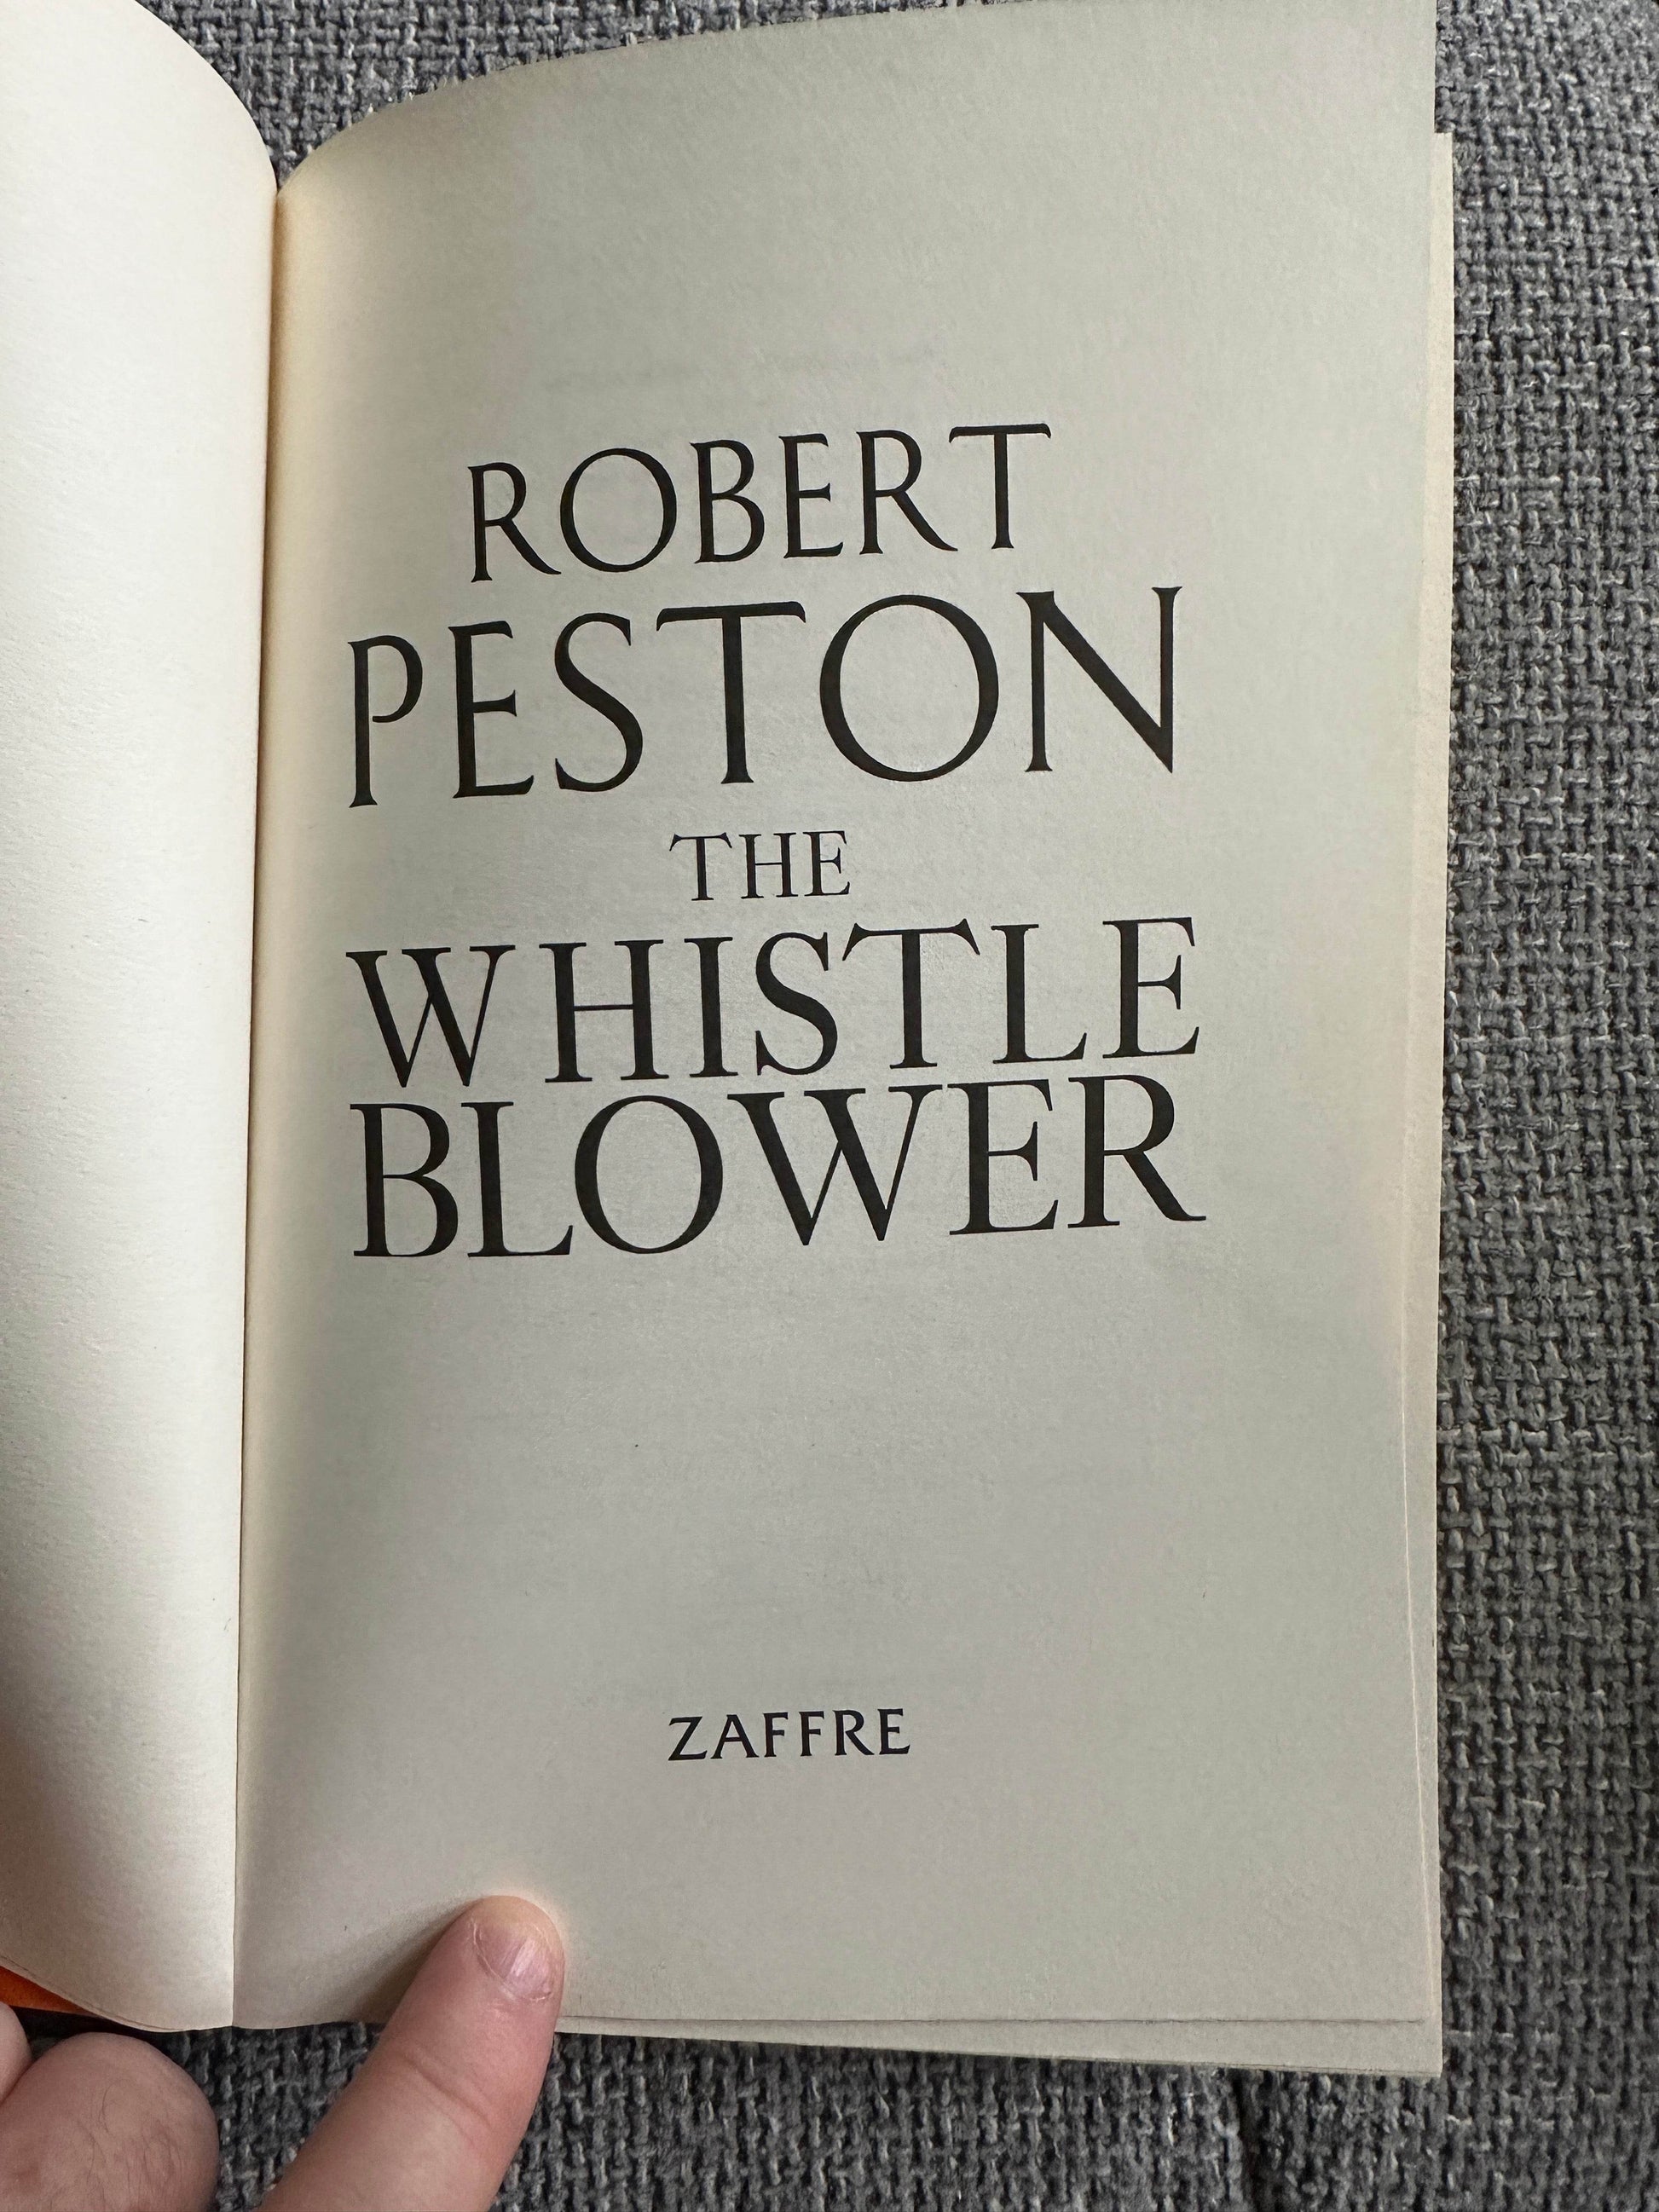 ROBERT
PESTON
THE
WHISTLE
BLOWER
ZAFFRE